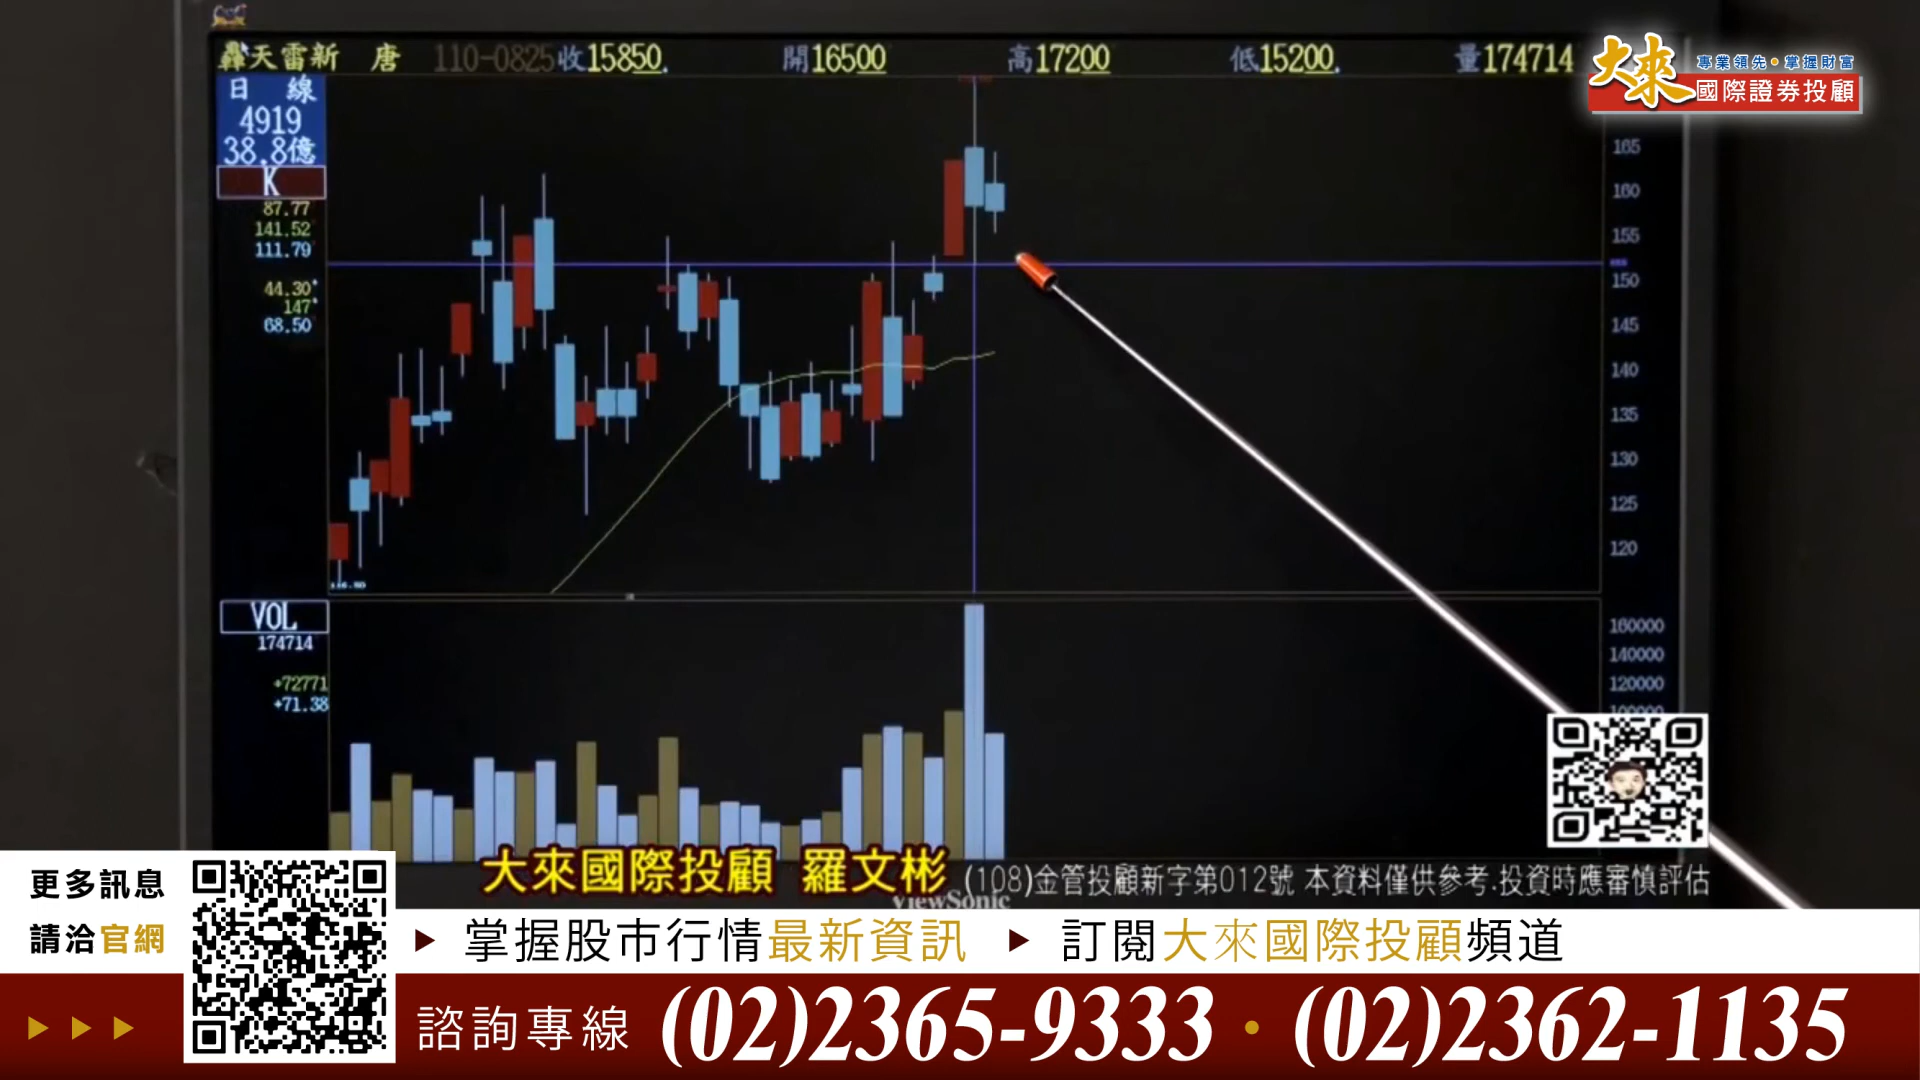 轟天雷新 唐 110-0825收15850. 開16500 高17200 低15200. 量174714
大來
專業領先•掌握財富
國際證券投顧
日 線
4919
38.8億
K
87.77
141.52
111.79
44.30
147
68.50
165
160
155
150
145
140
135
130
125
120
116.50
VOL
174714
+72771
+71.38
160000
140000
120000
100000
大來國際投顧 羅文彬 (108)金管投顧新字第012號 本資料僅供參考.投資時應審慎評估
ViewSonic
更多訊息
請洽官網
掌握股市行情最新資訊 訂閱大來國際投顧頻道
諮詢專線 (02)2365-9333・(02)2362-1135